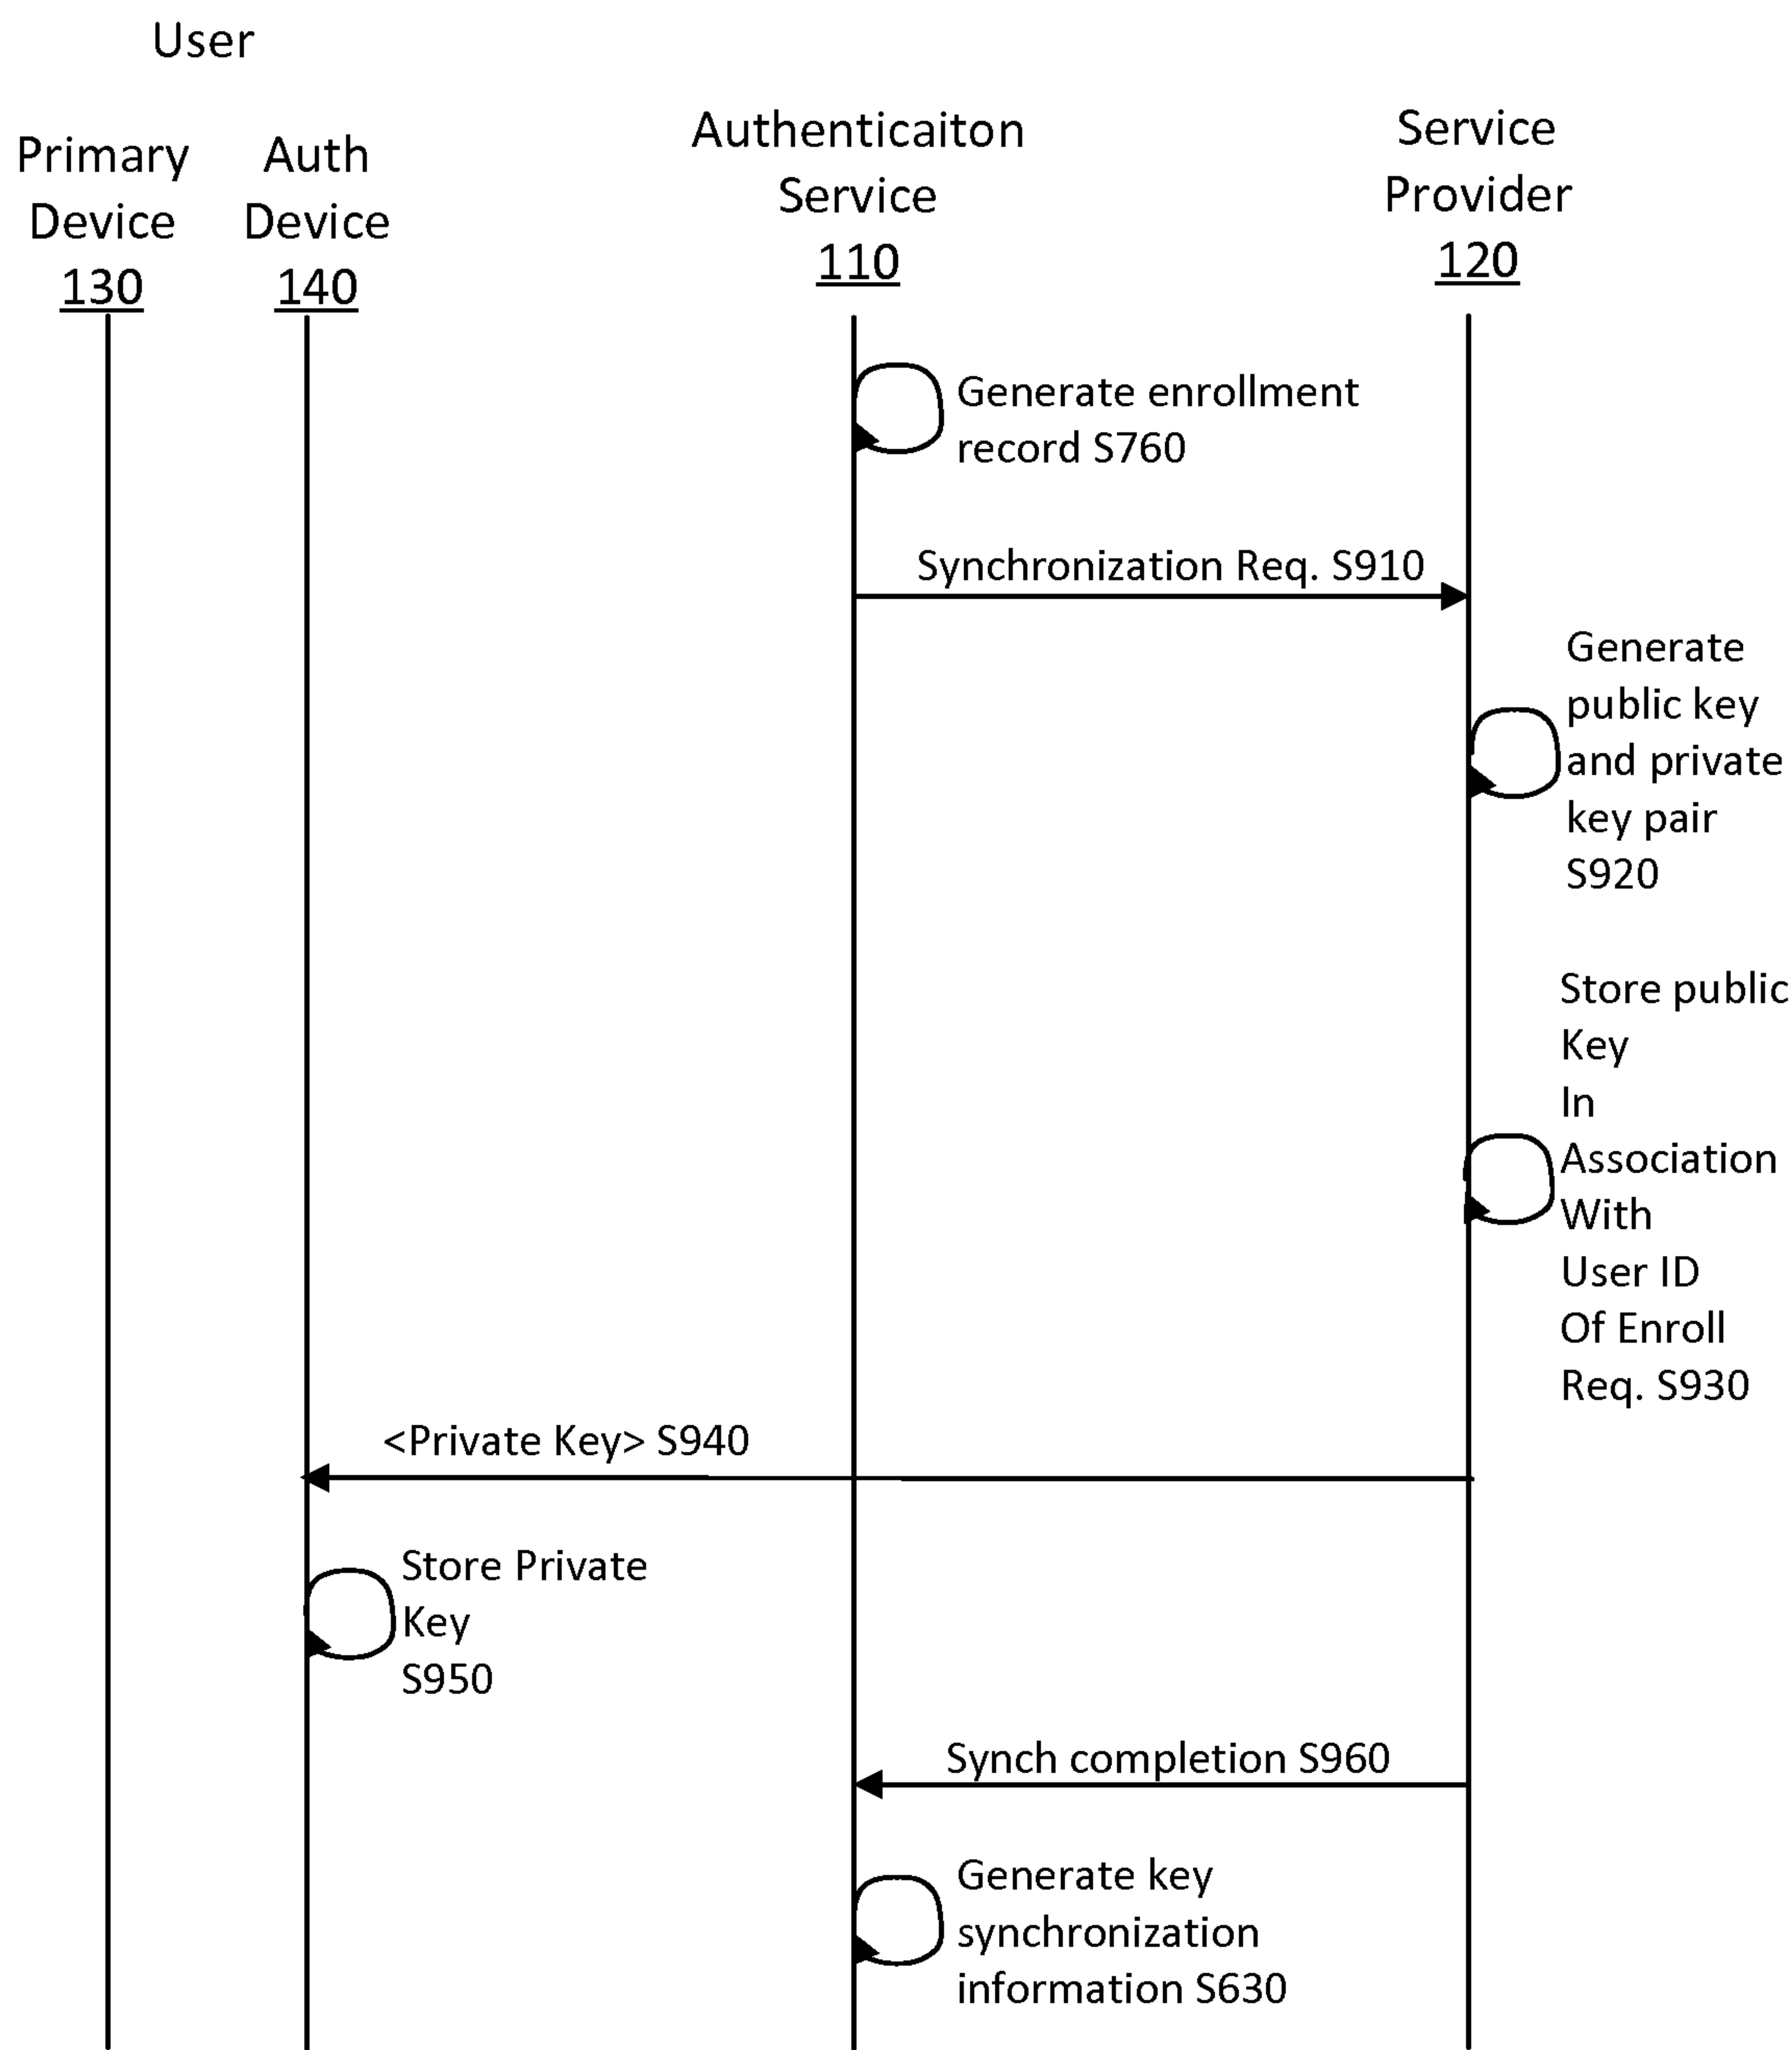 User
Primary
Device
130
Auth
Device
140
Authenticaiton
Service
110
Service
Provider
120
Generate enrollment
record S760
Synchronization Req. S910
Generate
public key
and private
key pair
S920
Store public
Key
In
Association
With
User ID
Of Enroll
Req. S930
<Private Key> S940
Store Private
Key
S950
Synch completion S960
Generate key
synchronization
information S630